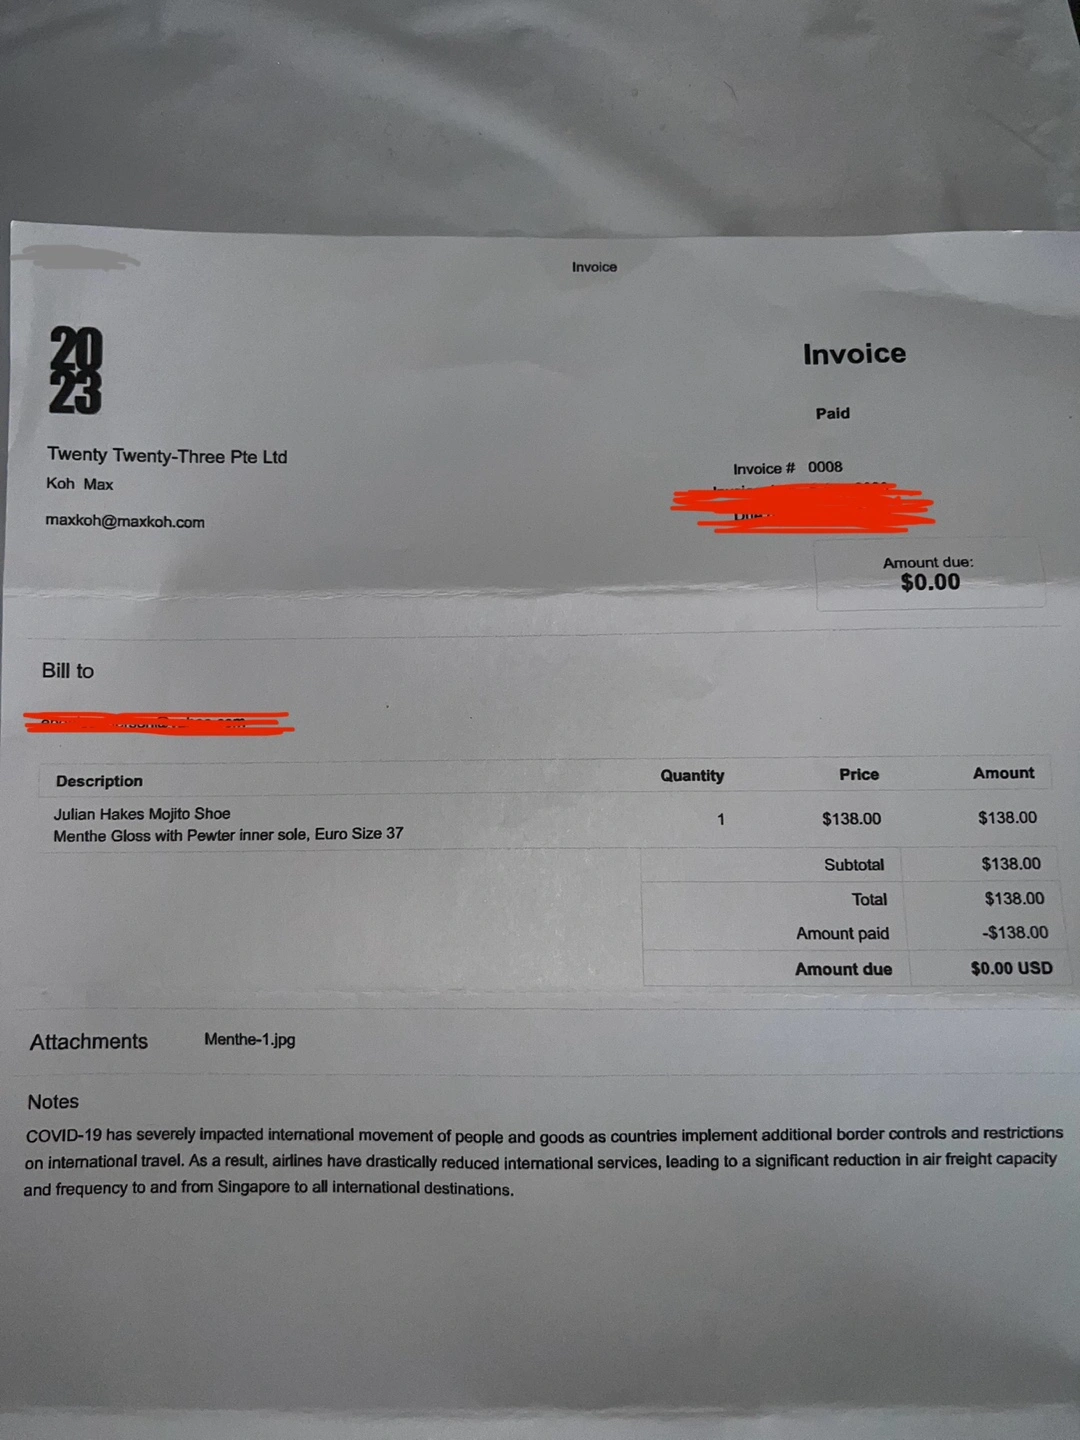 Invoice
20
23
Invoice
Paid
Twenty Twenty-Three Pte Ltd
Koh Max
maxkoh@maxkoh.com
Invoice # 0008
Amount due:
$0.00
Bill to
Description Quantity Price Amount
Julian Hakes Mojito Shoe
Menthe Gloss with Pewter inner sole, Euro Size 37 1 $138.00 $138.00
Subtotal $138.00
Total $138.00
Amount paid -$138.00
Amount due $0.00 USD
Attachments Menthe-1.jpg
Notes
COVID-19 has severely impacted international movement of people and goods as countries implement additional border controls and restrictions
on international travel. As a result, airlines have drastically reduced international services, leading to a significant reduction in air freight capacity
and frequency to and from Singapore to all international destinations.